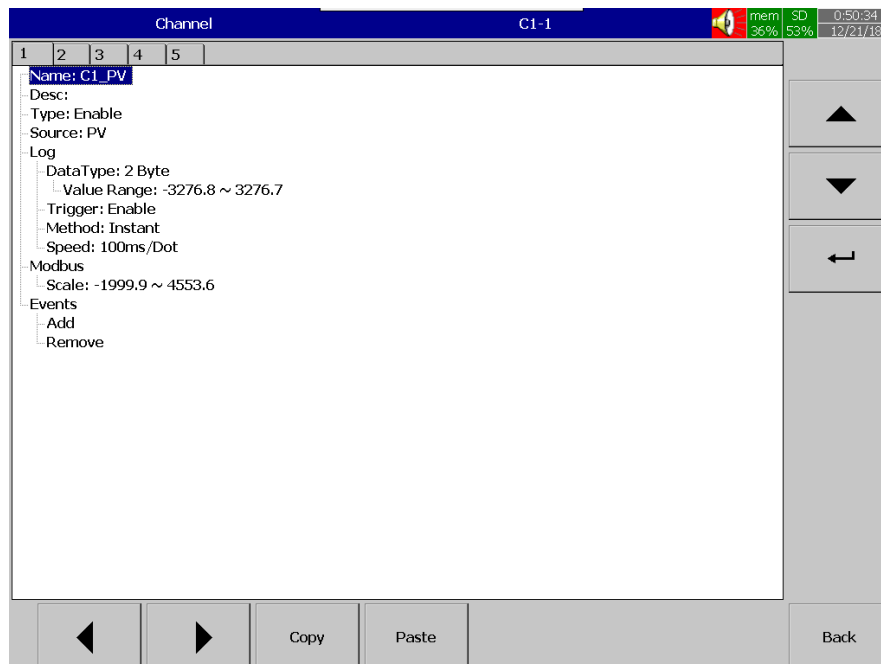 Channel C1-1 mem SD 0:50:34
36% 53% 12/21/18
1 2 3 4 5
Name: C1_PV
Desc:
Type: Enable
Source: PV
Log
DataType: 2 Byte
Value Range: -3276.8 ~ 3276.7
Trigger: Enable
Method: Instant
Speed: 100ms/Dot
Modbus
Scale: -1999.9 ~ 4553.6
Events
Add
Remove
Copy Paste Back